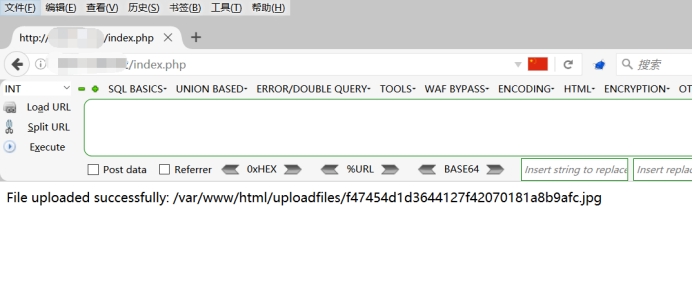 文件(F) 编辑(E) 查看(V) 历史(S) 书签(B) 工具(T) 帮助(H)
http:/ /index.php
/index.php 搜索
INT SQL BASICS- UNION BASED- ERROR/DOUBLE QUERY- TOOLS- WAF BYPASS- ENCODING- HTML- ENCRYPTION- OT
Load URL
Split URL
Execute
Post data Referrer 0xHEX %URL BASE64 Insert string to replace Insert replac
File uploaded successfully: /var/www/html/uploadfiles/f47454d1d3644127f42070181a8b9afc.jpg